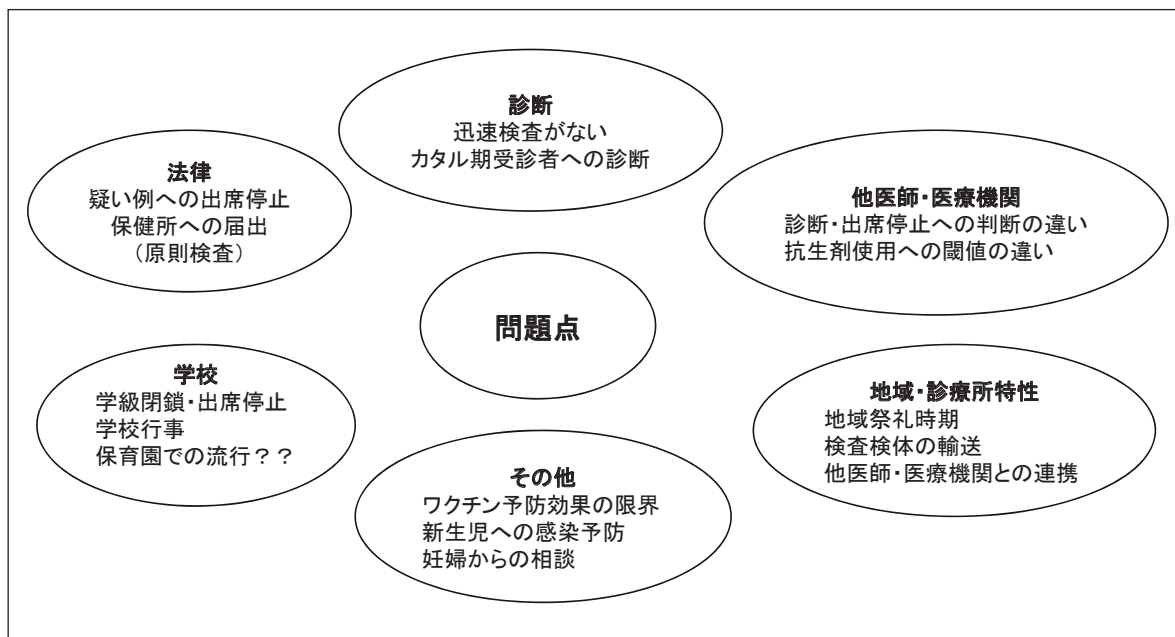 診断
迅速検査がない
カタル期受診者への診断
法律
疑い例への出席停止
保健所への届出
（原則検査）
他医師・医療機関
診断・出席停止への判断の違い
抗生剤使用への閾値の違い
問題点
学校
学級閉鎖・出席停止
学校行事
保育園での流行？？
地域・診療所特性
地域祭礼時期
検査検体の輸送
他医師・医療機関との連携
その他
ワクチン予防効果の限界
新生児への感染予防
妊婦からの相談